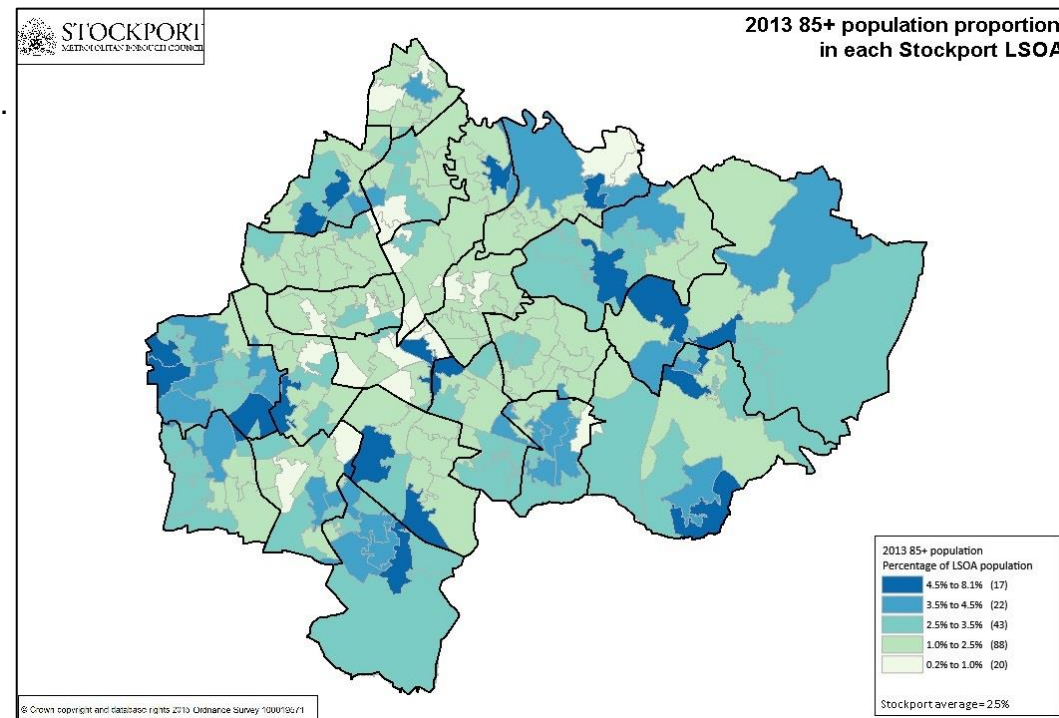 STOCKPORT
METROPOLITAN BOROUGH COUNCIL
2013 85+ population proportion
in each Stockport LSOA
.
2013 85+ population
Percentage of LSOA population
4.5% to 8.1% (17)
3.5% to 4.5% (22)
2.5% to 3.5% (43)
1.0% to 2.5% (88)
0.2% to 1.0% (20)
Stockport average= 2.5%
© Crown copyright and database rights 2015 Ordnance Survey 100019571